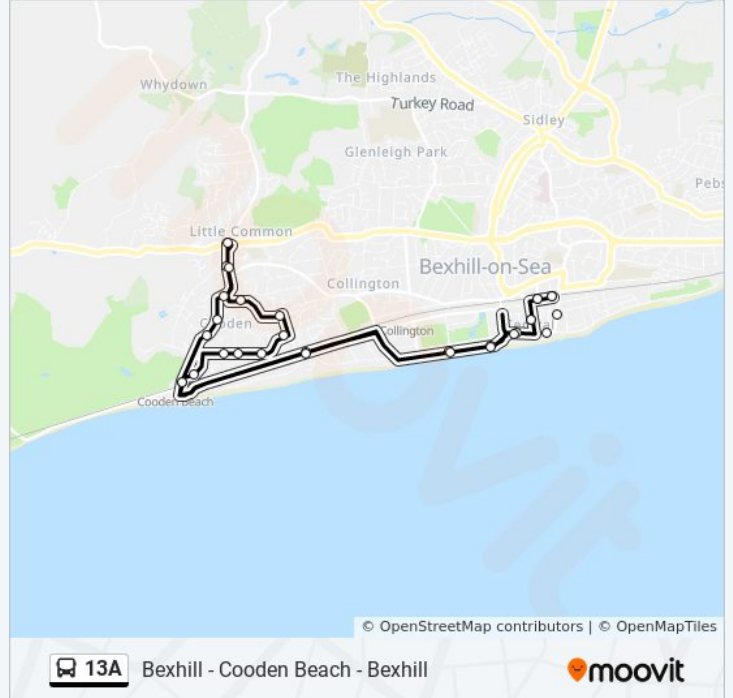 Whydown
The Highlands
Turkey Road
Sidley
Glenleigh Park
Pebs
Little Common
Bexhill-on-Sea
Collington
Collington
Cooden Beach
© OpenStreetMap contributors | © OpenMapTiles
13A Bexhill - Cooden Beach - Bexhill moovit